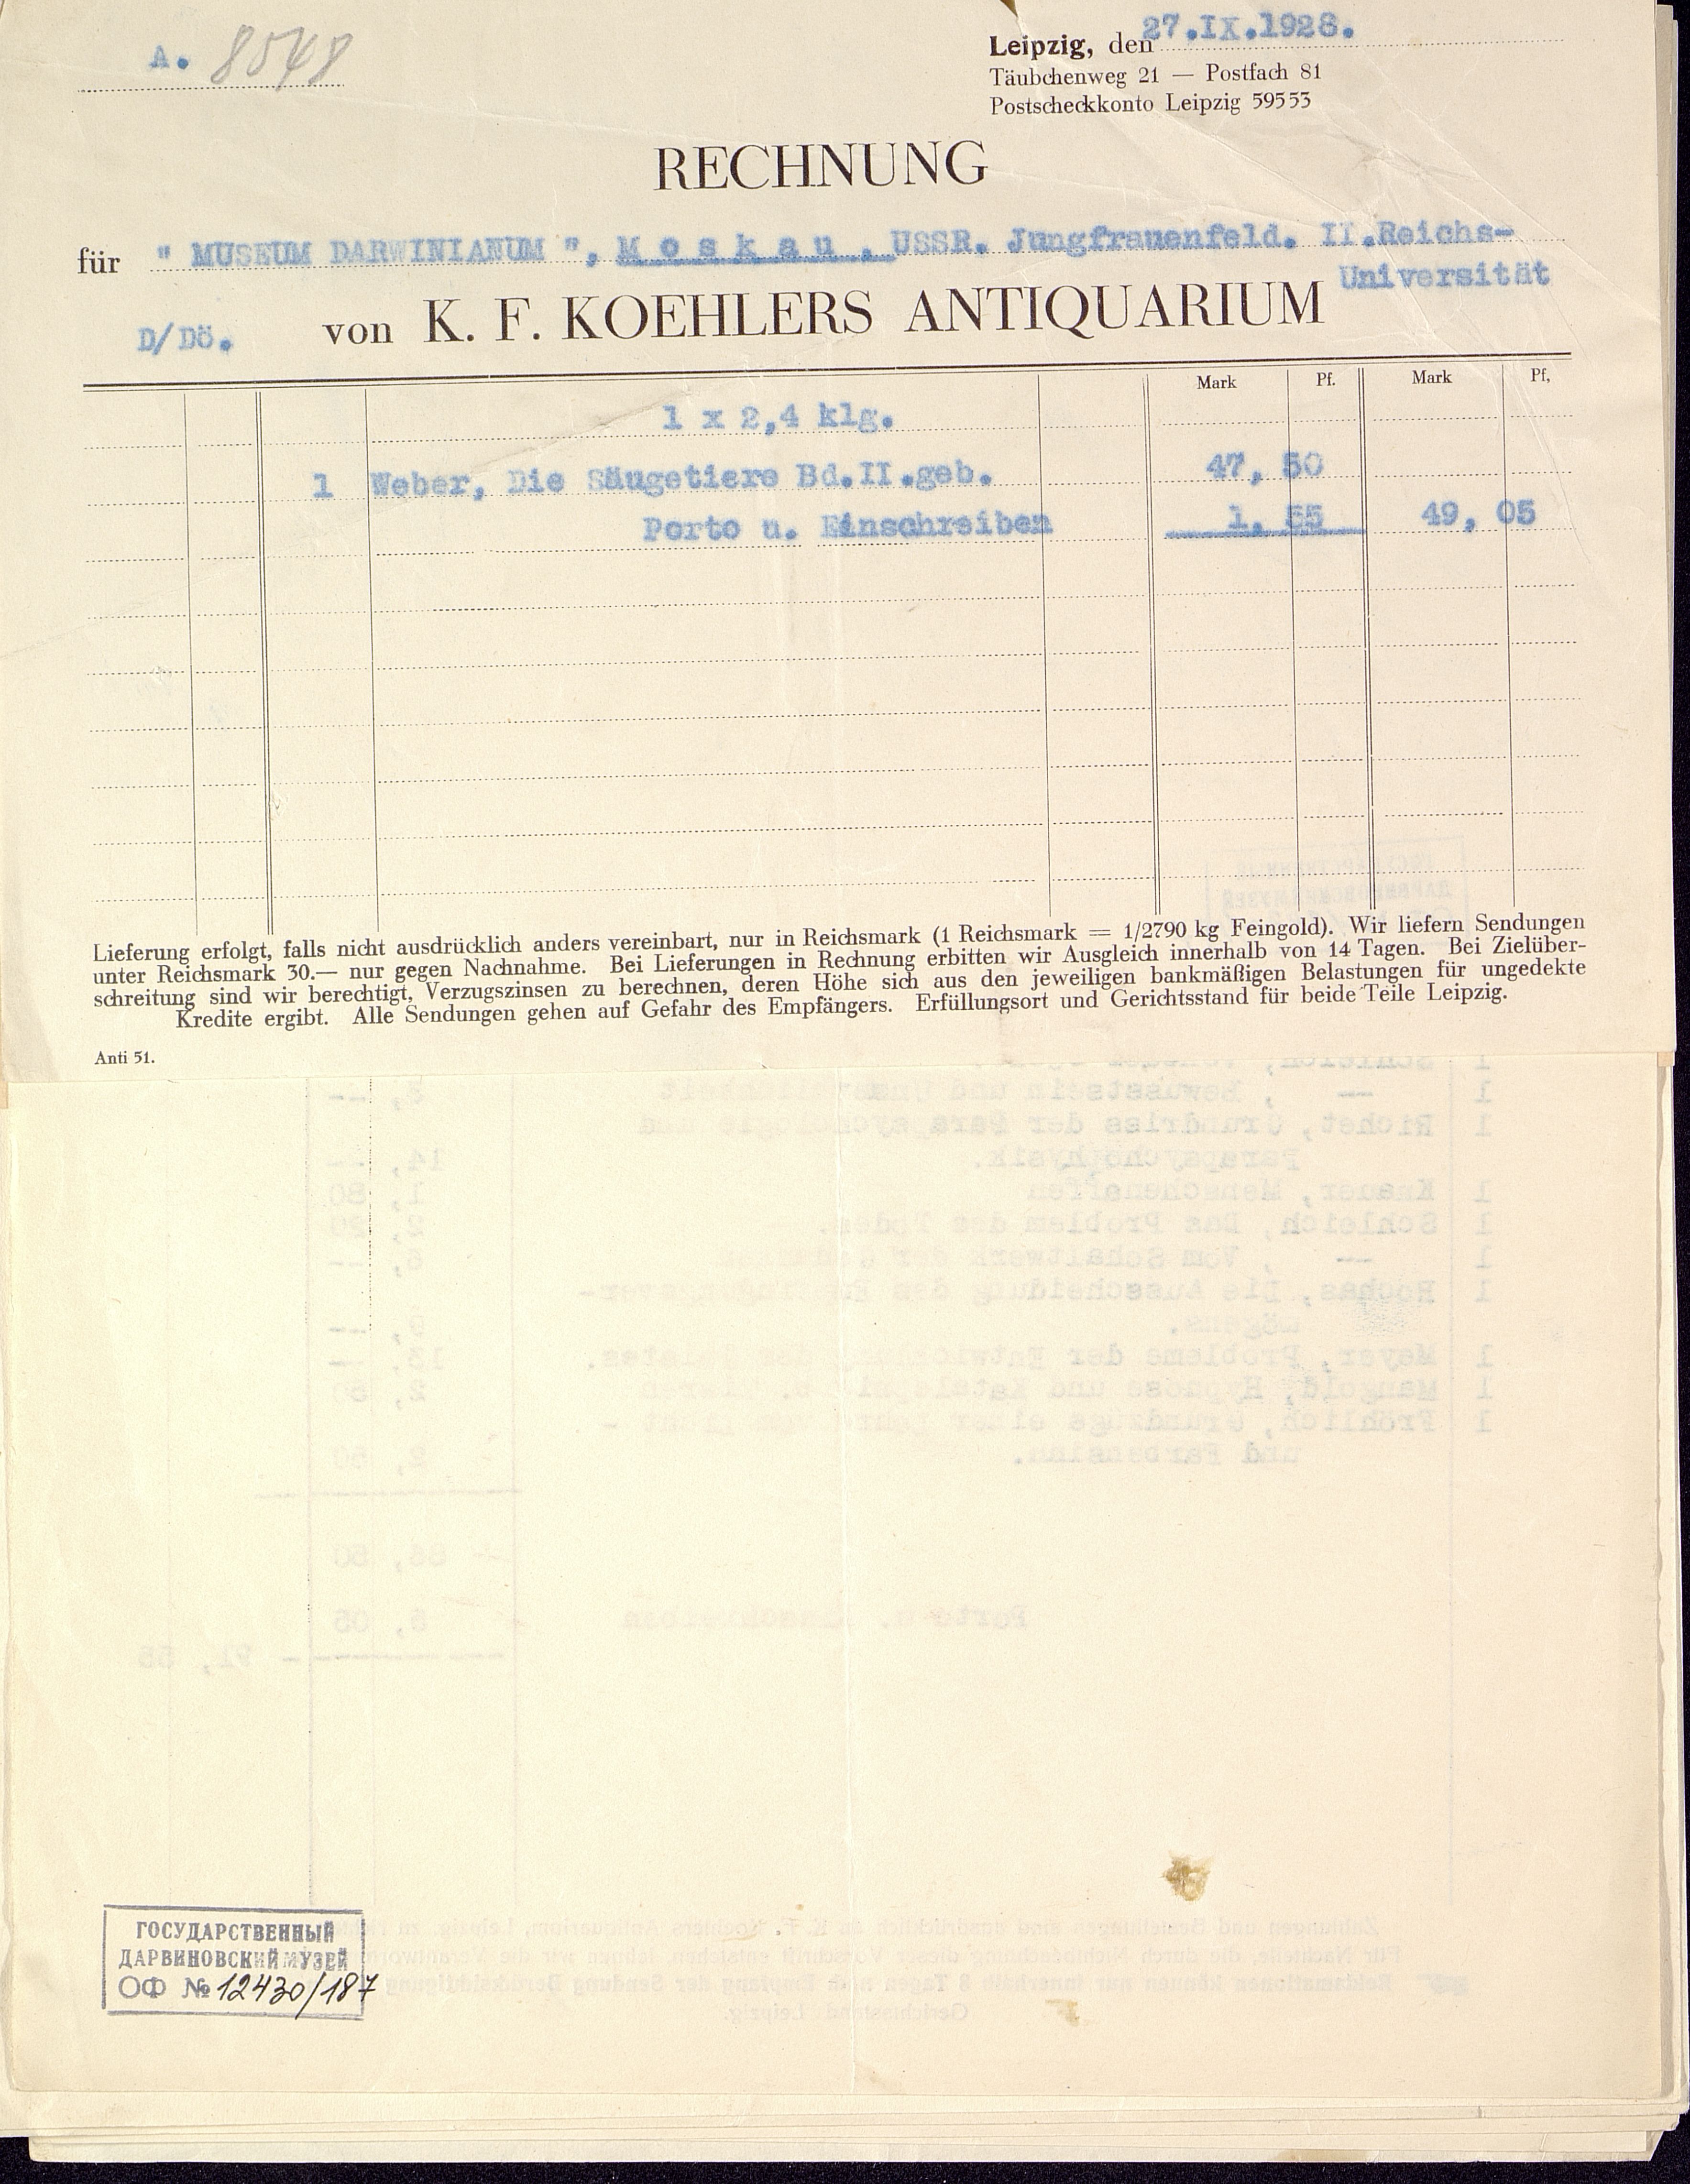 A. 8548
Leipzig, den 27.IX.1928.
Täubchenweg 21 — Postfach 81
Postscheckkonto Leipzig 59553
RECHNUNG
für " MUSEUM DARWINIANUM ", Moskau, USSR. Jungfrauenfeld. II.Reichs-
Universität
D/Dö. von K. F. KOEHLERS ANTIQUARIUM
Mark Pf. Mark Pf,
1 x 2,4 klg.
1 Weber, Die Säugetiere Bd.II.geb. 47, 50
Porto u. Einschreiben 1, 55 49, 05
Lieferung erfolgt, falls nicht ausdrücklich anders vereinbart, nur in Reichsmark (1 Reichsmark = 1/2790 kg Feingold). Wir liefern Sendungen
unter Reichsmark 30.— nur gegen Nachnahme. Bei Lieferungen in Rechnung erbitten wir Ausgleich innerhalb von 14 Tagen. Bei Zielüber-
schreitung sind wir berechtigt, Verzugszinsen zu berechnen, deren Höhe sich aus den jeweiligen bankmäßigen Belastungen für ungedekte
Kredite ergibt. Alle Sendungen gehen auf Gefahr des Empfängers. Erfüllungsort und Gerichtsstand für beide Teile Leipzig.
Anti 51.
ГОСУДАРСТВЕННЫЙ
ДАРВИНОВСКИЙ МУЗЕЙ
ОФ № 12430/187